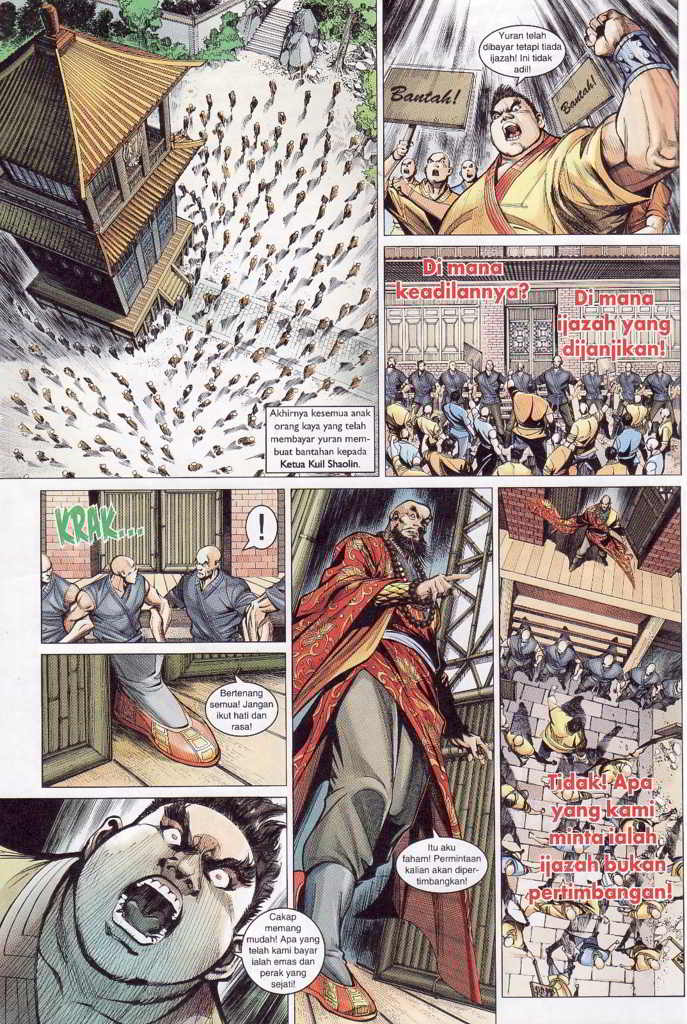 Akhirnya kesemua anak
orang kaya yang telah
membayar yuran mem-
buat bantahan kepada
Ketua Kuil Shaolin.
Yuran telah
dibayar tetapi tiada
ijazah! Ini tidak
adil!
Bantah!
Bantah!
Di mana
keadilannya?
Di mana
ijazah yang
dijanjikan!
KRAK...
!
Bertenang
semua! Jangan
ikut hati dan
rasa!
Cakap
memang
mudah! Apa yang
telah kami bayar
ialah emas dan
perak yang
sejati!
Itu aku
faham! Permintaan
kalian akan diper-
timbangkan!
Tidak! Apa
yang kami
minta ialah
ijazah bukan
pertimbangan!